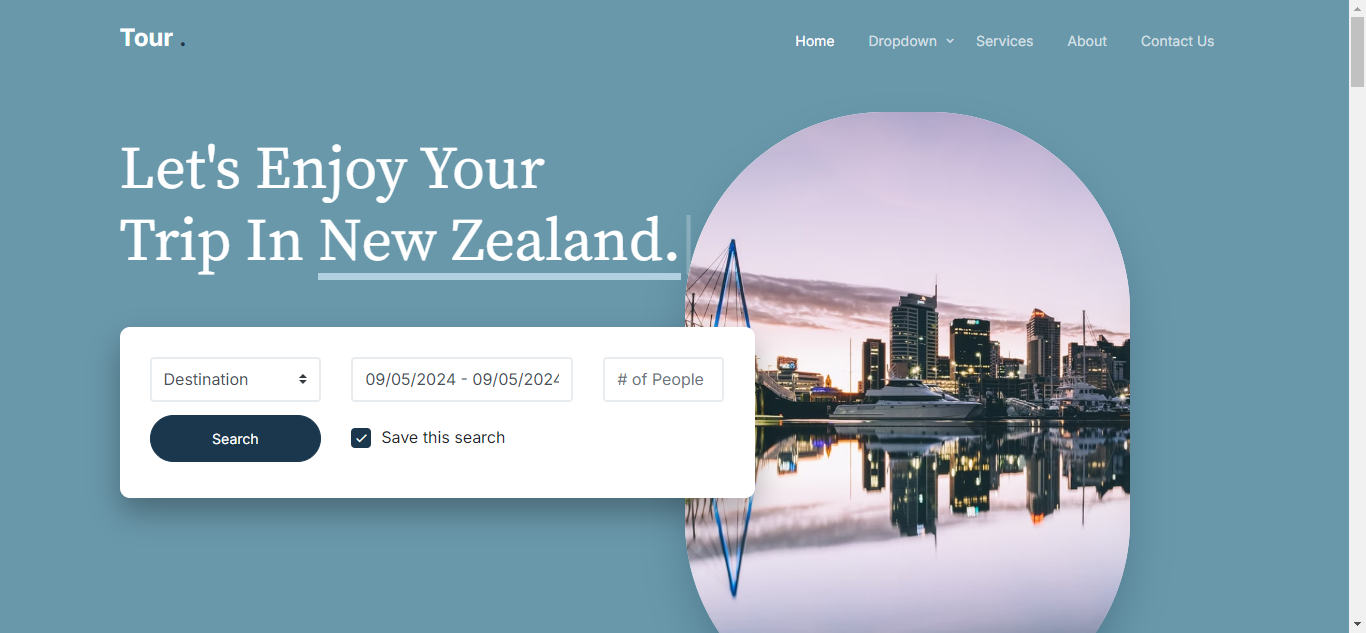 Tour .
Home Dropdown Services About Contact Us
Let's Enjoy Your
Trip In New Zealand.
Destination 09/05/2024 - 09/05/2024 # of People
Search Save this search